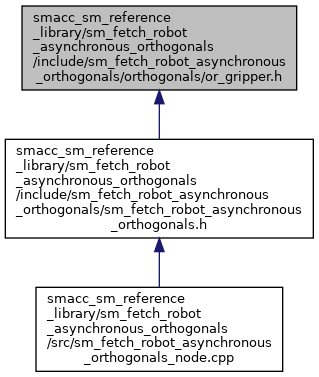 smacc_sm_reference
_library/sm_fetch_robot
_asynchronous_orthogonals
/include/sm_fetch_robot_asynchronous
_orthogonals/orthogonals/or_gripper.h
smacc_sm_reference
_library/sm_fetch_robot
_asynchronous_orthogonals
/include/sm_fetch_robot_asynchronous
_orthogonals/sm_fetch_robot_asynchronous
_orthogonals.h
smacc_sm_reference
_library/sm_fetch_robot
_asynchronous_orthogonals
/src/sm_fetch_robot_asynchronous
_orthogonals_node.cpp